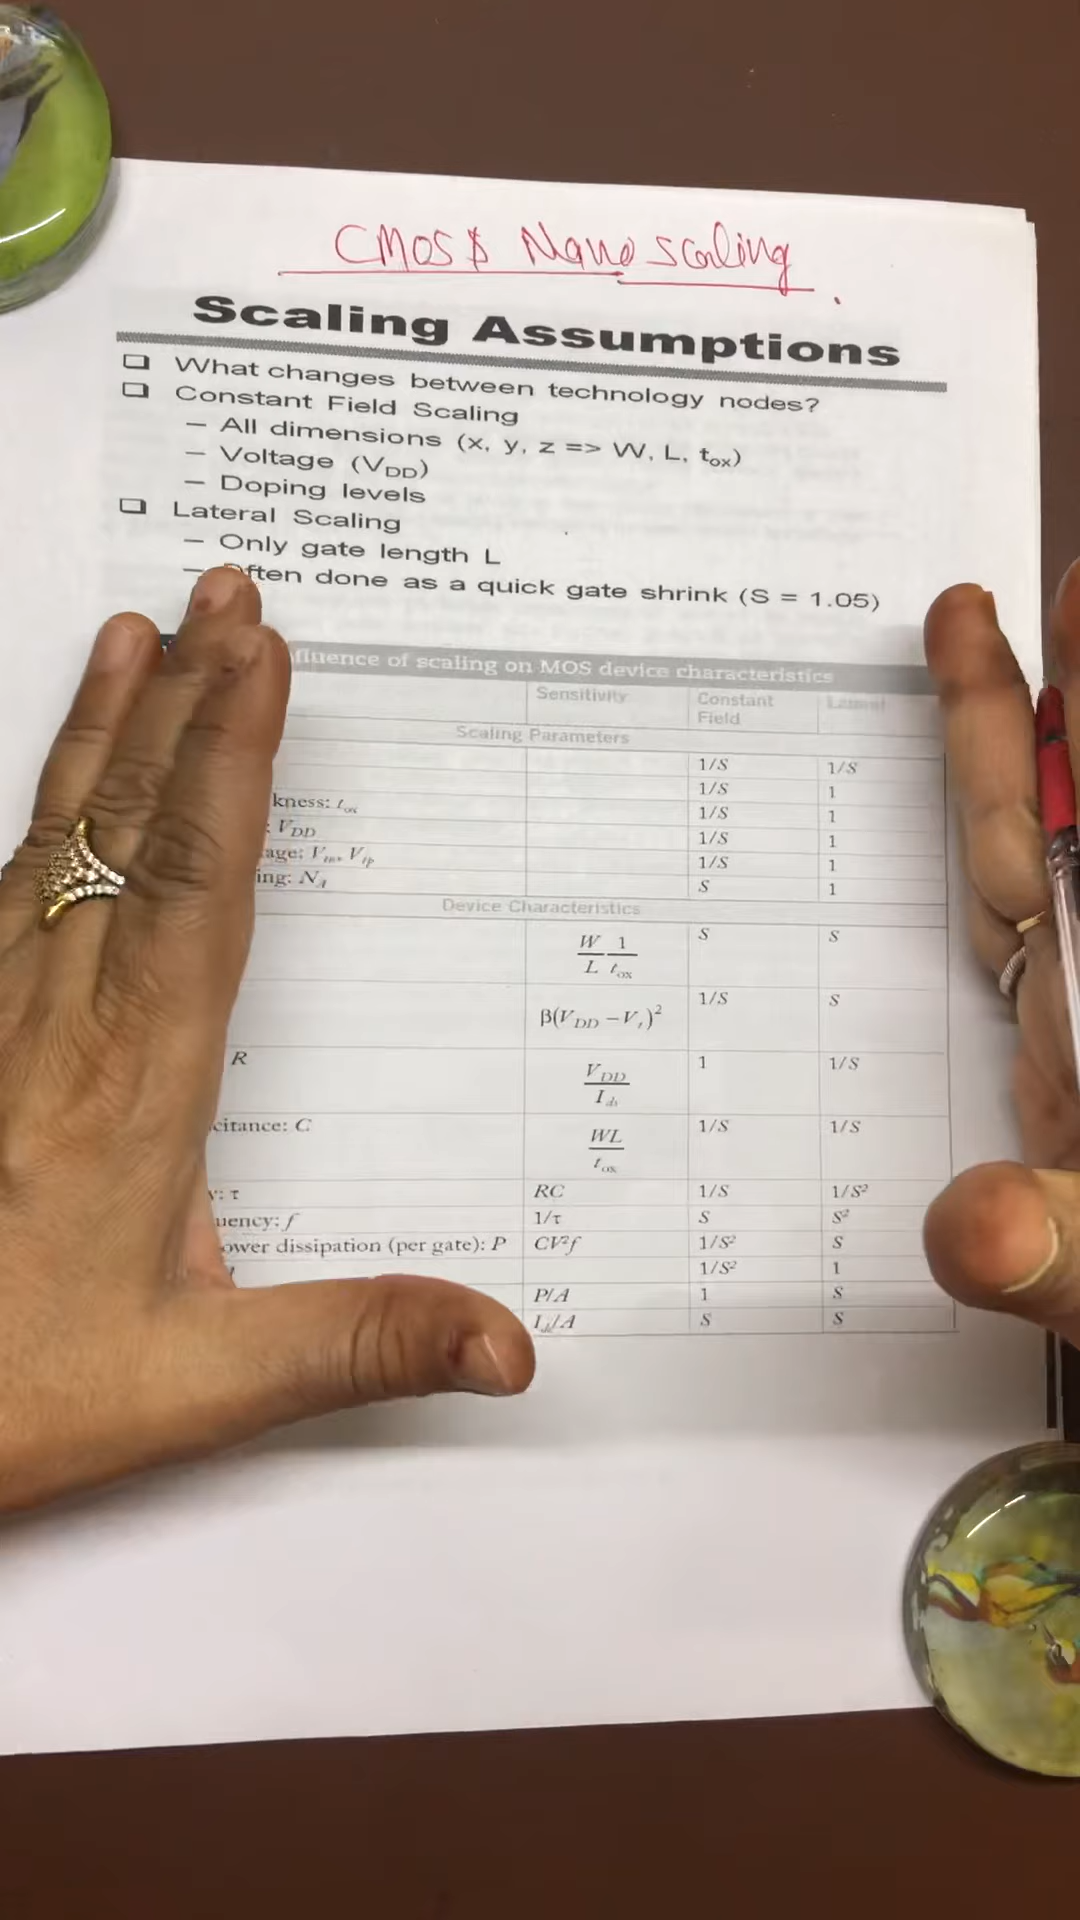 CMOS $ Nano scaling
Scaling Assumptions
❑ What changes between technology nodes?
❑ Constant Field Scaling
– All dimensions (x, y, z => W, L, tox)
– Voltage (VDD)
– Doping levels
❑ Lateral Scaling
– Only gate length L
– Often done as a quick gate shrink (S = 1.05)
fluence of scaling on MOS device characteristics
Sensitivity Constant Field Lateral
Scaling Parameters
1/S 1/S
1/S 1
kness: tox 1/S 1
: VDD 1/S 1
age: Vtn, Vtp 1/S 1
ing: NA S 1
Device Characteristics
W/L 1/tox S S
β(VDD – Vt)² 1/S S
R VDD/Ids 1 1/S
citance: C WL/tox 1/S 1/S
y: τ RC 1/S 1/S²
uency: f 1/τ S S²
ower dissipation (per gate): P CV²f 1/S² S
1/S² 1
P/A 1 S
Ids/A S S